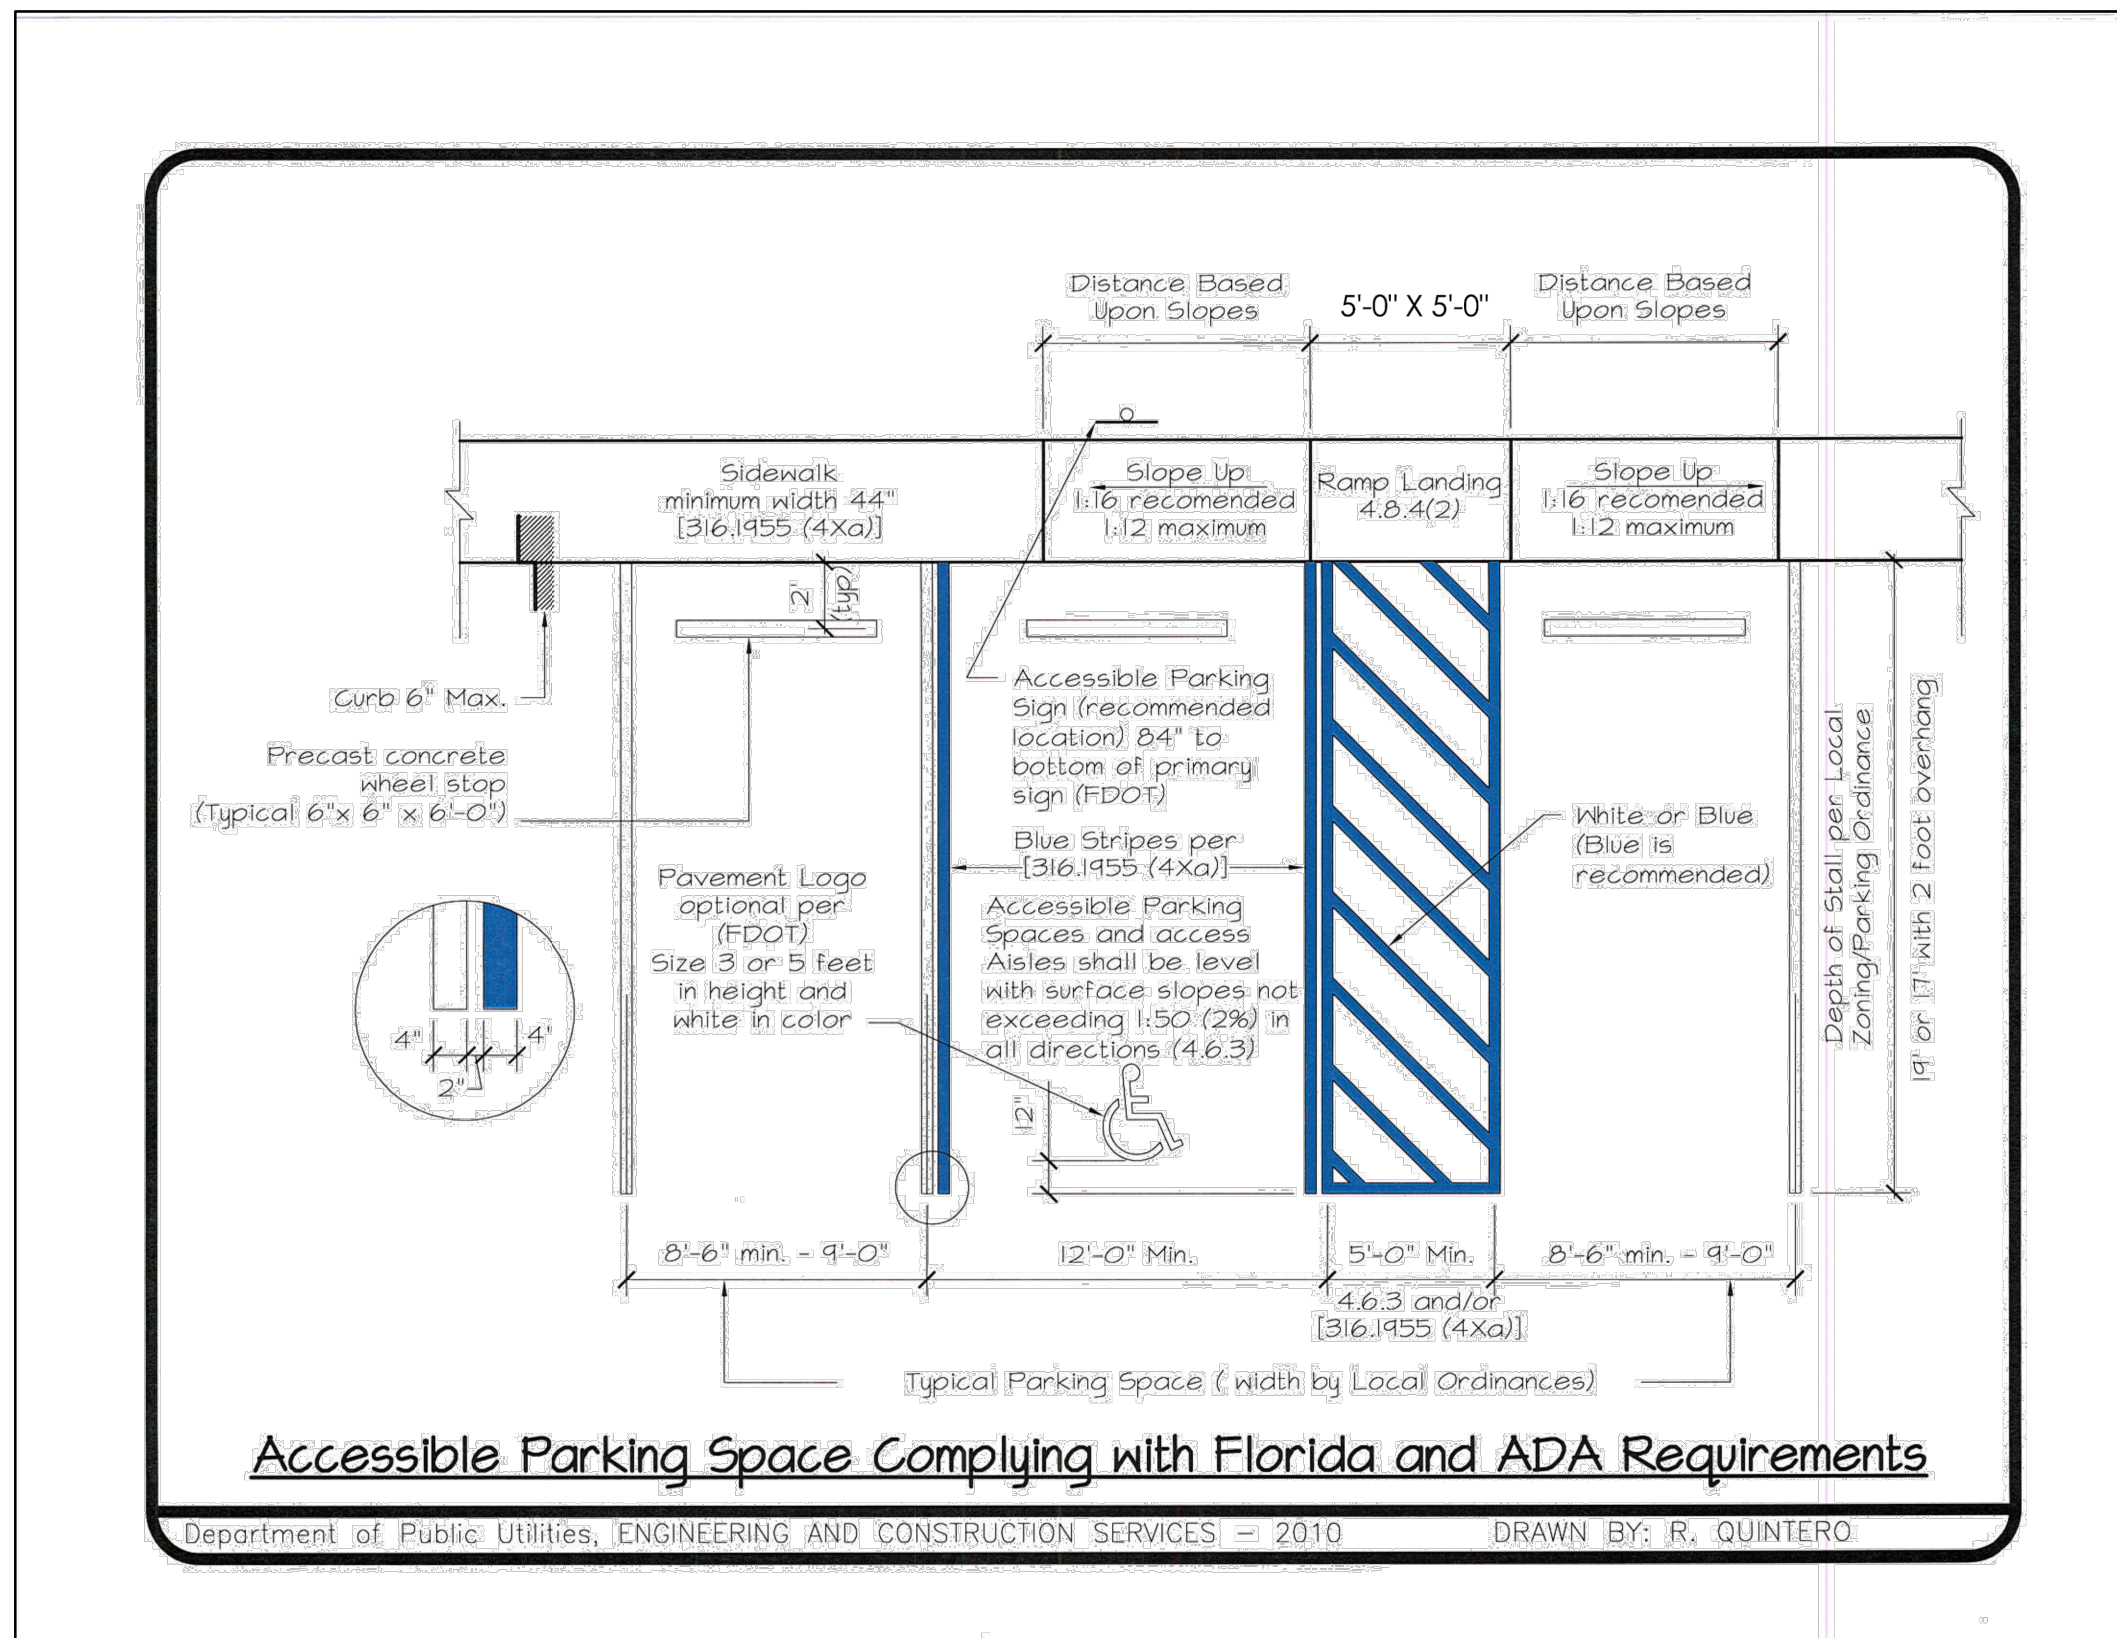 Distance Based
Upon Slopes
5'-0" X 5'-0"
Distance Based
Upon Slopes
Sidewalk
minimum width 44"
[316.1955 (4Xa)]
Slope Up
1:16 recomended
1:12 maximum
Ramp Landing
4.8.4(2)
Slope Up
1:16 recomended
1:12 maximum
2'
(typ)
Curb 6" Max.
Precast concrete
wheel stop
(Typical 6"x 6" x 6'-0")
Accessible Parking
Sign (recommended
location) 84" to
bottom of primary
sign (FDOT)
Blue Stripes per
[316.1955 (4Xa)]
White or Blue
(Blue is
recommended)
Pavement Logo
optional per
(FDOT)
Size 3 or 5 feet
in height and
white in color
Accessible Parking
Spaces and access
Aisles shall be level
with surface slopes not
exceeding 1:50 (2%) in
all directions (4.6.3)
Depth of Stall per Local
Zoning/Parking Ordinance
19' or 17' with 2 foot overhang
4"
4'
2"
12"
8'-6" min. - 9'-0"
12'-0" Min.
5'-0" Min.
8'-6" min. - 9'-0"
4.6.3 and/or
[316.1955 (4Xa)]
Typical Parking Space ( width by Local Ordinances)
Accessible Parking Space Complying with Florida and ADA Requirements
Department of Public Utilities, ENGINEERING AND CONSTRUCTION SERVICES — 2010
DRAWN BY: R. QUINTERO